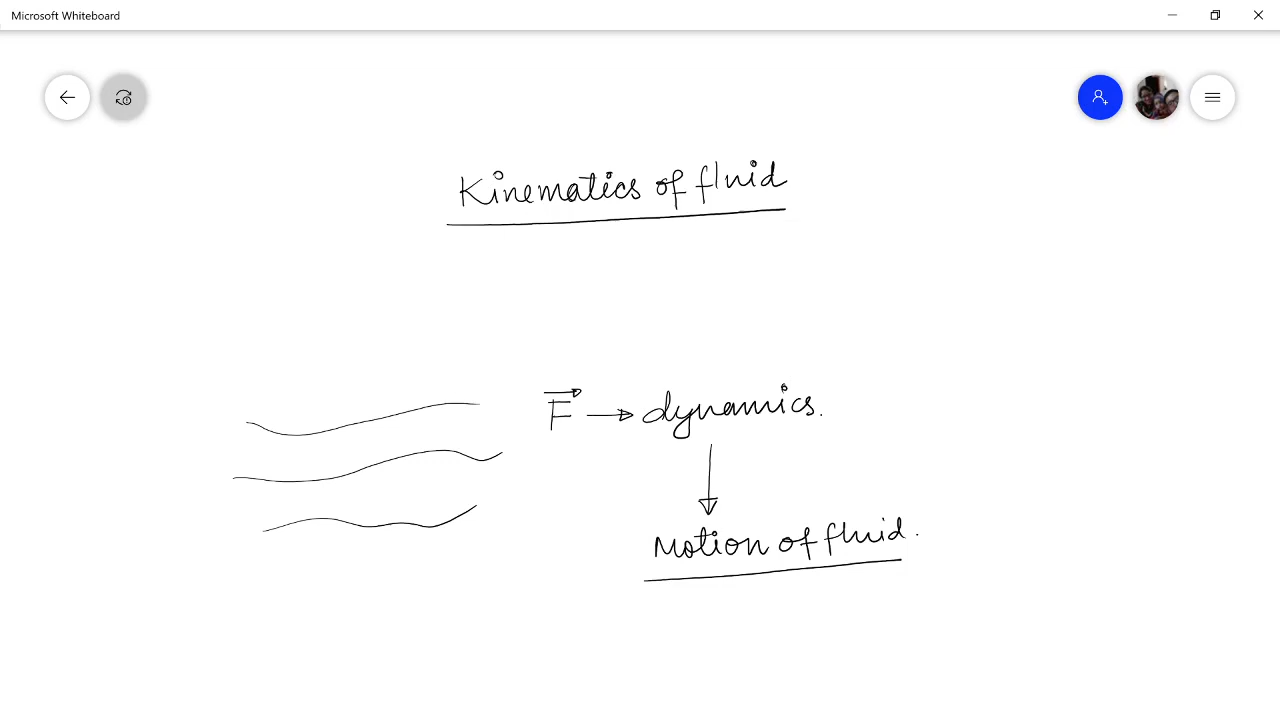 Microsoft Whiteboard
Kinematics of fluid
F → dynamics.
Motion of fluid.